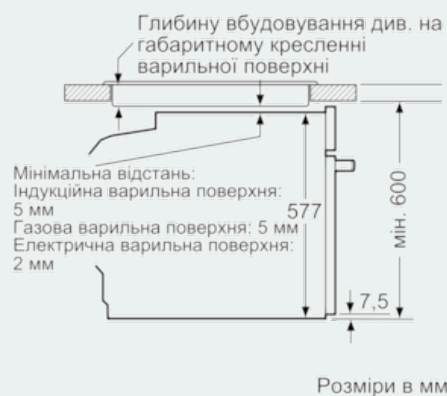 Глибину вбудовування див. на
габаритному кресленні
варильної поверхні
Мінімальна відстань:
Індукційна варильна поверхня:
5 мм
Газова варильна поверхня: 5 мм
Електрична варильна поверхня:
2 мм
577
мін. 600
7,5
Розміри в мм